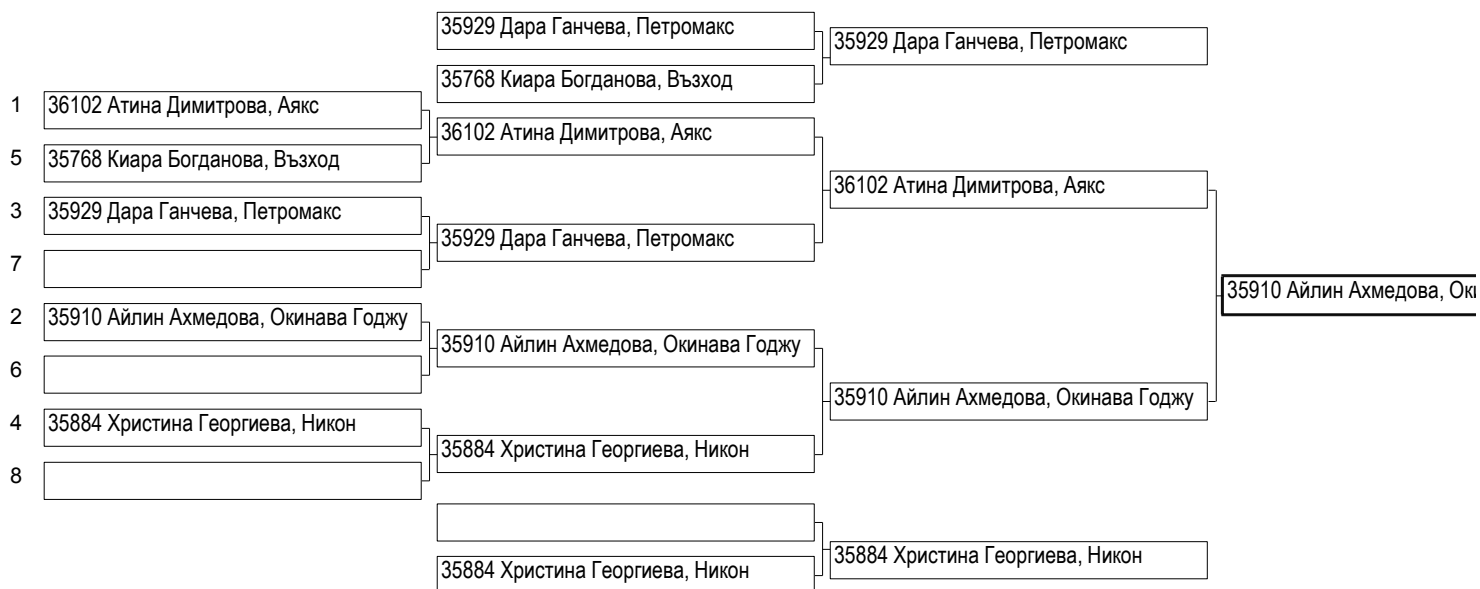 35929 Дара Ганчева, Петромакс
35929 Дара Ганчева, Петромакс
35768 Киара Богданова, Възход
1 36102 Атина Димитрова, Аякс
36102 Атина Димитрова, Аякс
5 35768 Киара Богданова, Възход
36102 Атина Димитрова, Аякс
3 35929 Дара Ганчева, Петромакс
35929 Дара Ганчева, Петромакс
7
35910 Айлин Ахмедова,
2 35910 Айлин Ахмедова, Окинава Годжу
35910 Айлин Ахмедова, Окинава Годжу
6
35910 Айлин Ахмедова, Окинава Годжу
4 35884 Христина Георгиева, Никон
35884 Христина Георгиева, Никон
8
35884 Христина Георгиева, Никон
35884 Христина Георгиева, Никон